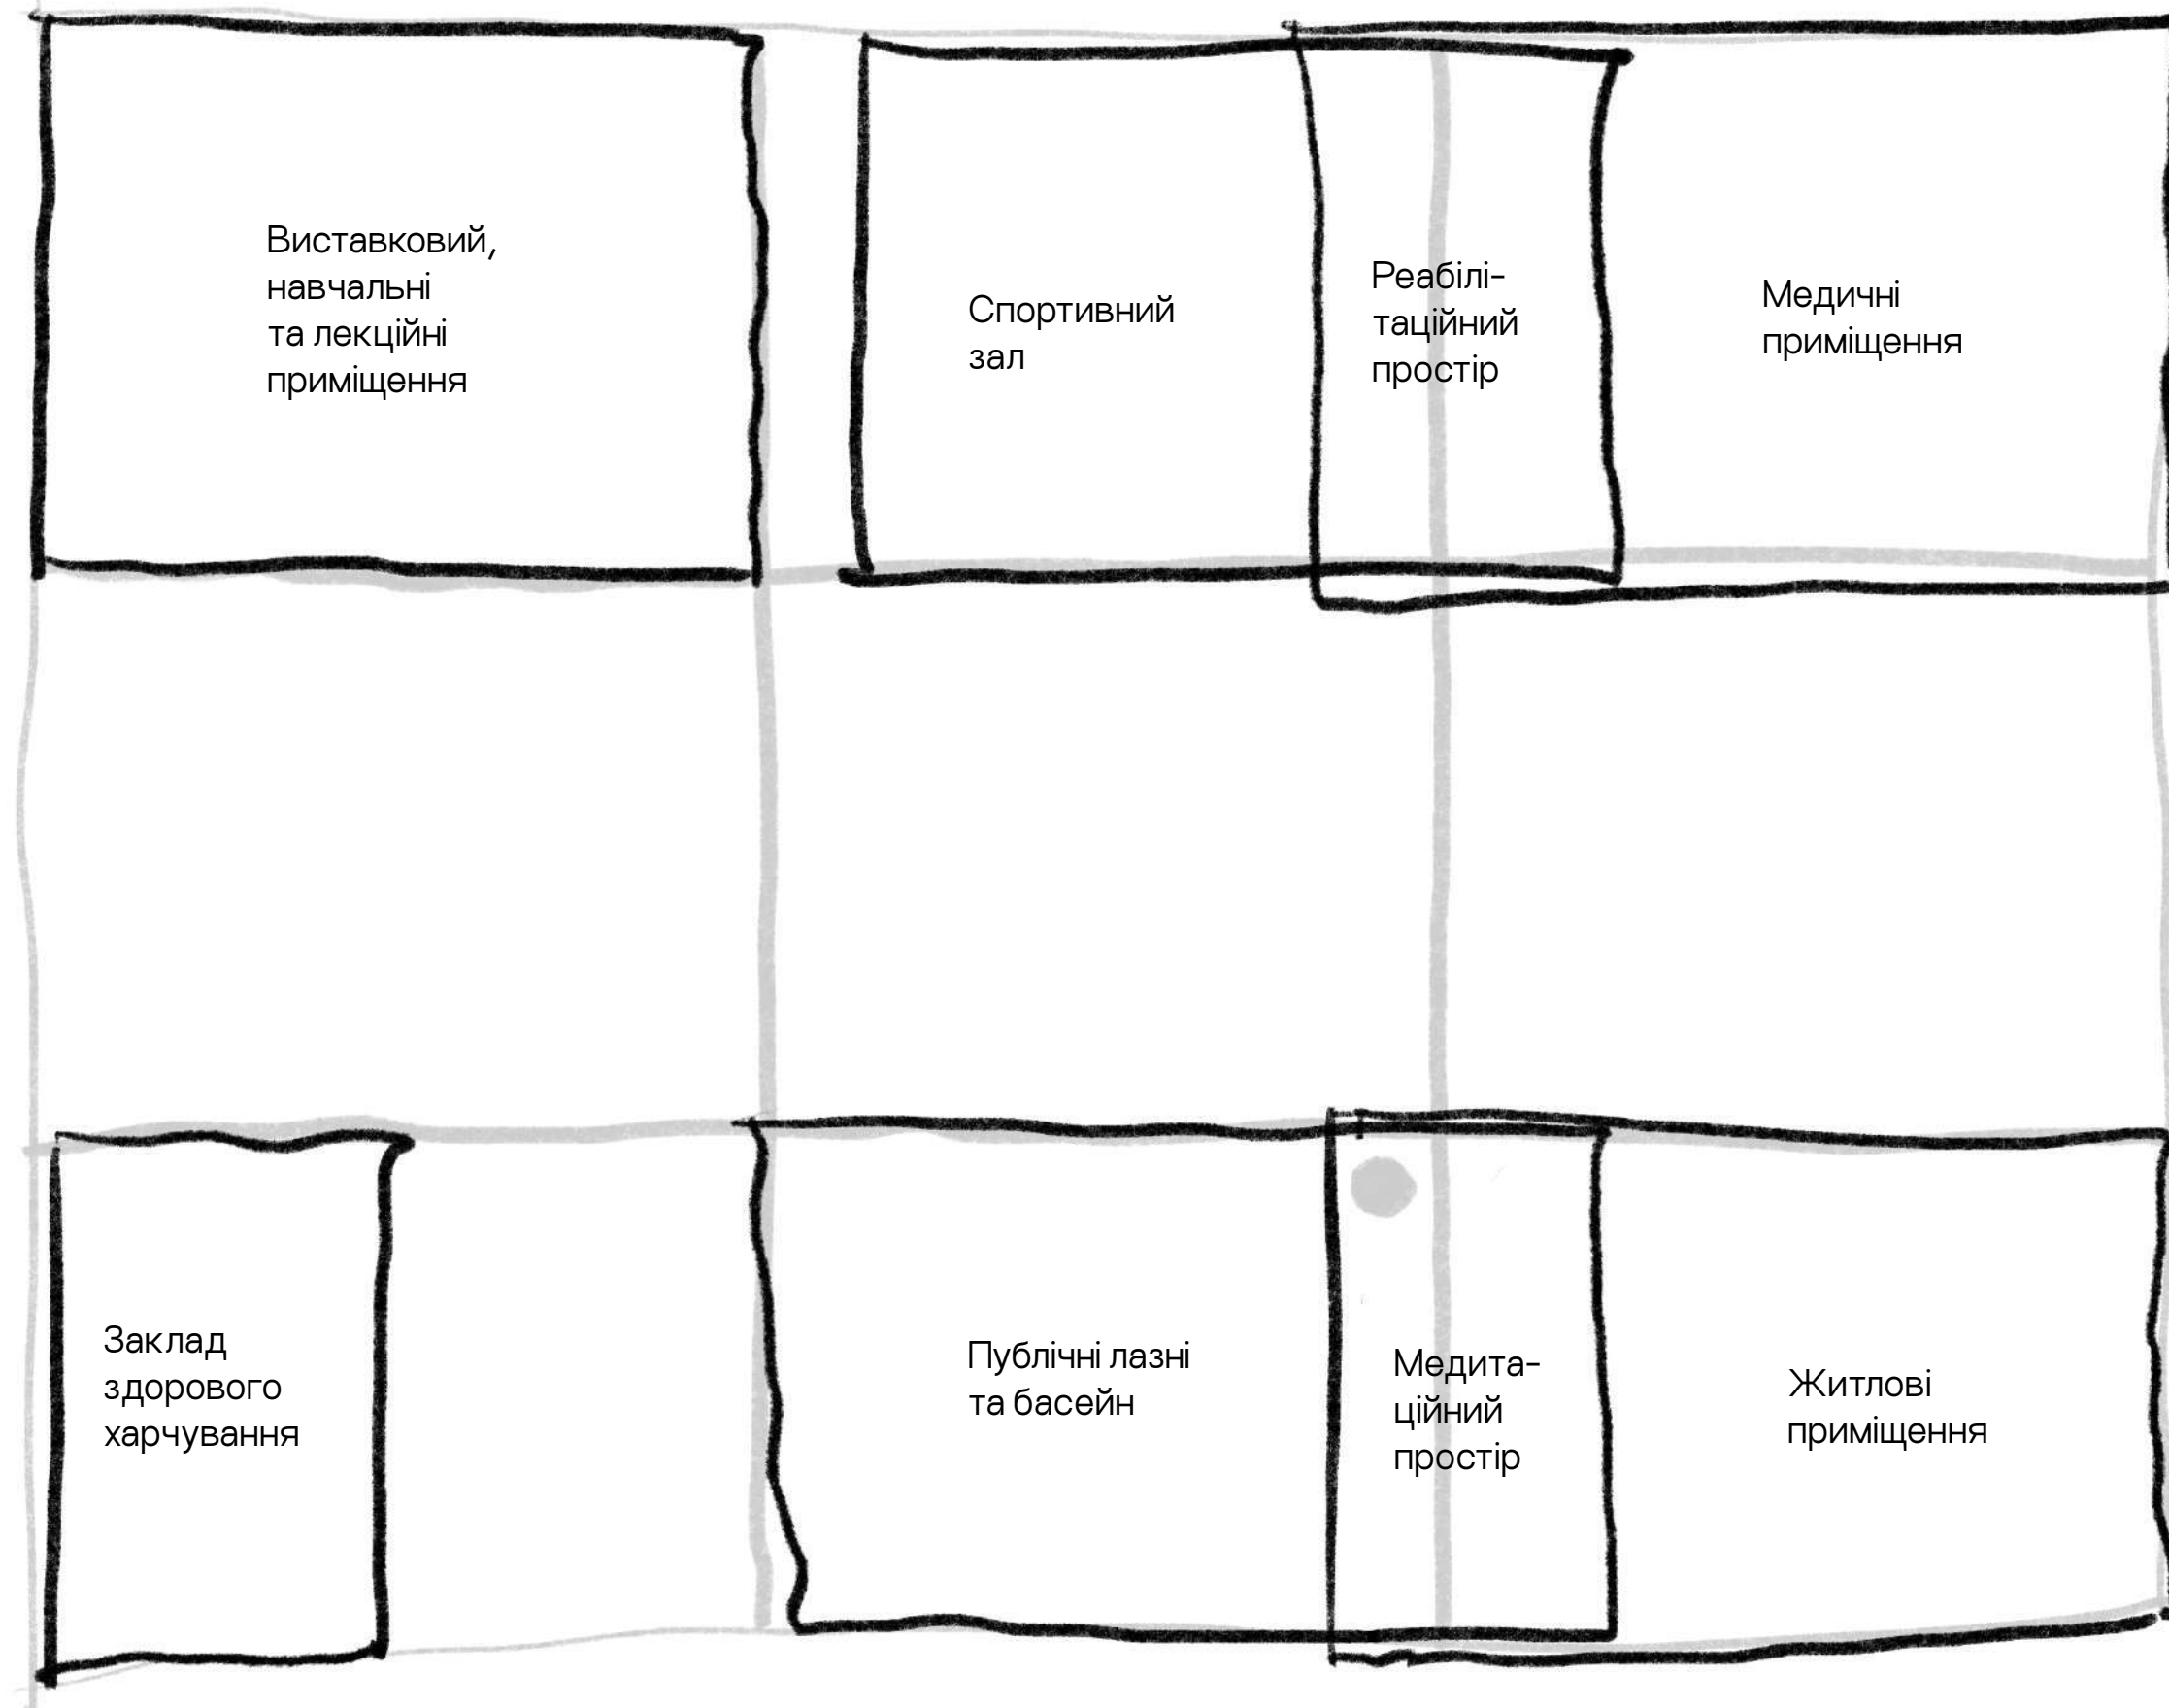 Виставковий,
навчальні
та лекційні
приміщення
Спортивний
зал
Реабілі-
таційний
простір
Медичні
приміщення
Заклад
здорового
харчування
Публічні лазні
та басейн
Медита-
ційний
простір
Житлові
приміщення